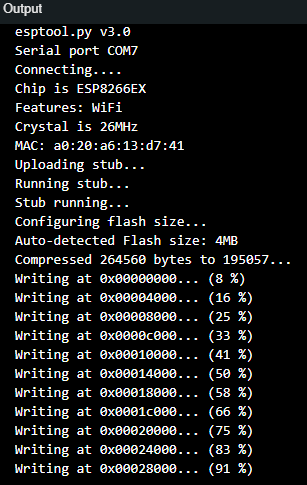 Output
esptool.py v3.0
Serial port COM7
Connecting....
Chip is ESP8266EX
Features: WiFi
Crystal is 26MHz
MAC: a0:20:a6:13:d7:41
Uploading stub...
Running stub...
Stub running...
Configuring flash size...
Auto-detected Flash size: 4MB
Compressed 264560 bytes to 195057...
Writing at 0x00000000... (8 %)
Writing at 0x00004000... (16 %)
Writing at 0x00008000... (25 %)
Writing at 0x0000c000... (33 %)
Writing at 0x00010000... (41 %)
Writing at 0x00014000... (50 %)
Writing at 0x00018000... (58 %)
Writing at 0x0001c000... (66 %)
Writing at 0x00020000... (75 %)
Writing at 0x00024000... (83 %)
Writing at 0x00028000... (91 %)